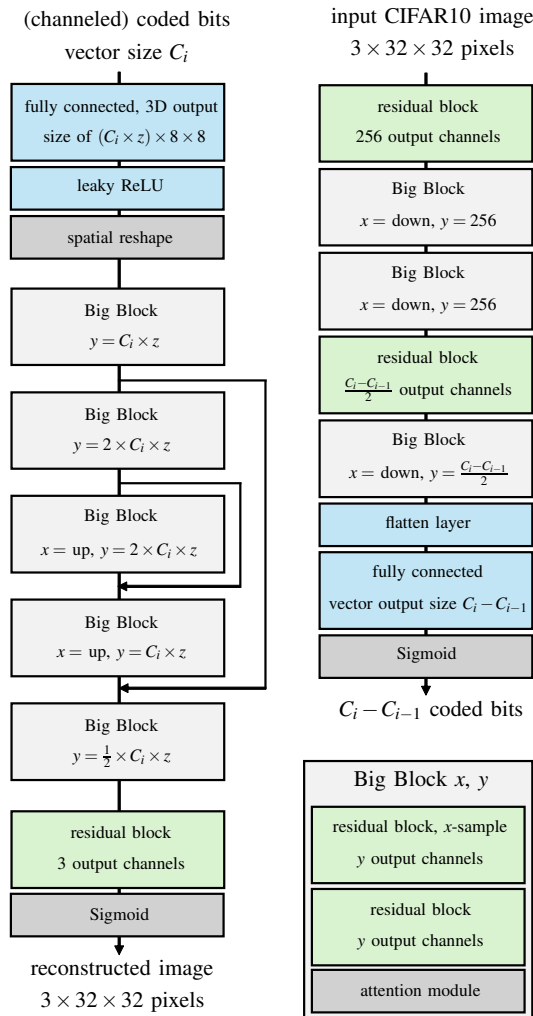 (channeled) coded bits
vector size C_i
fully connected, 3D output
size of (C_i × z) × 8 × 8
leaky ReLU
spatial reshape
Big Block
y = C_i × z
Big Block
y = 2 × C_i × z
Big Block
x = up, y = 2 × C_i × z
Big Block
x = up, y = C_i × z
Big Block
y = \frac{1}{2} × C_i × z
residual block
3 output channels
Sigmoid
reconstructed image
3 × 32 × 32 pixels
input CIFAR10 image
3 × 32 × 32 pixels
residual block
256 output channels
Big Block
x = down, y = 256
Big Block
x = down, y = 256
residual block
\frac{C_i − C_{i−1}}{2} output channels
Big Block
x = down, y = \frac{C_i − C_{i−1}}{2}
flatten layer
fully connected
vector output size C_i − C_{i−1}
Sigmoid
C_i − C_{i−1} coded bits
Big Block x, y
residual block, x-sample
y output channels
residual block
y output channels
attention module